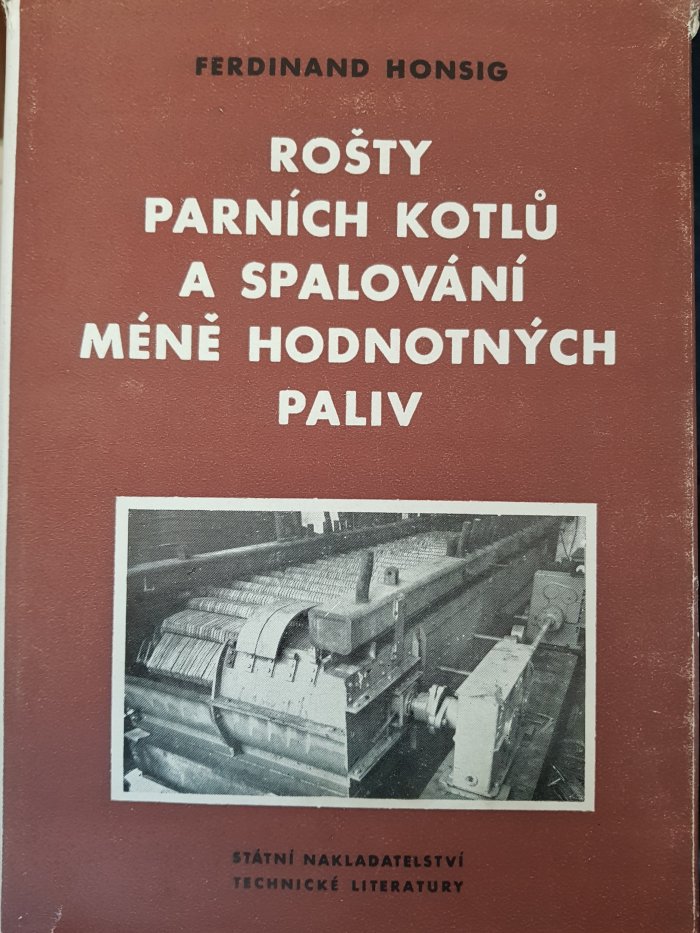 FERDINAND HONSIG
ROŠTY
PARNÍCH KOTLŮ
A SPALOVÁNÍ
MÉNĚ HODNOTNÝCH
PALIV
STÁTNÍ NAKLADATELSTVÍ
TECHNICKÉ LITERATURY